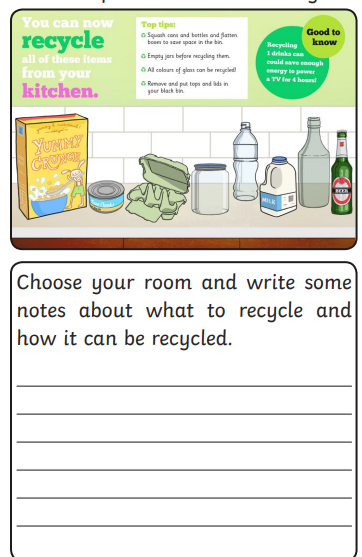 You can now
recycle
all of these items
from your
kitchen.
Top tips:
Squash cans and bottles and flatten
boxes to save space in the bin.
Empty jars before recycling them.
All colours of glass can be recycled!
Remove and put tops and lids in
your black bin.
Good to
know
Recycling
1 drinks can
could save enough
energy to power
a TV for 4 hours!
YUMMY
CRUNCH
MILK
BEER
Choose your room and write some
notes about what to recycle and
how it can be recycled.